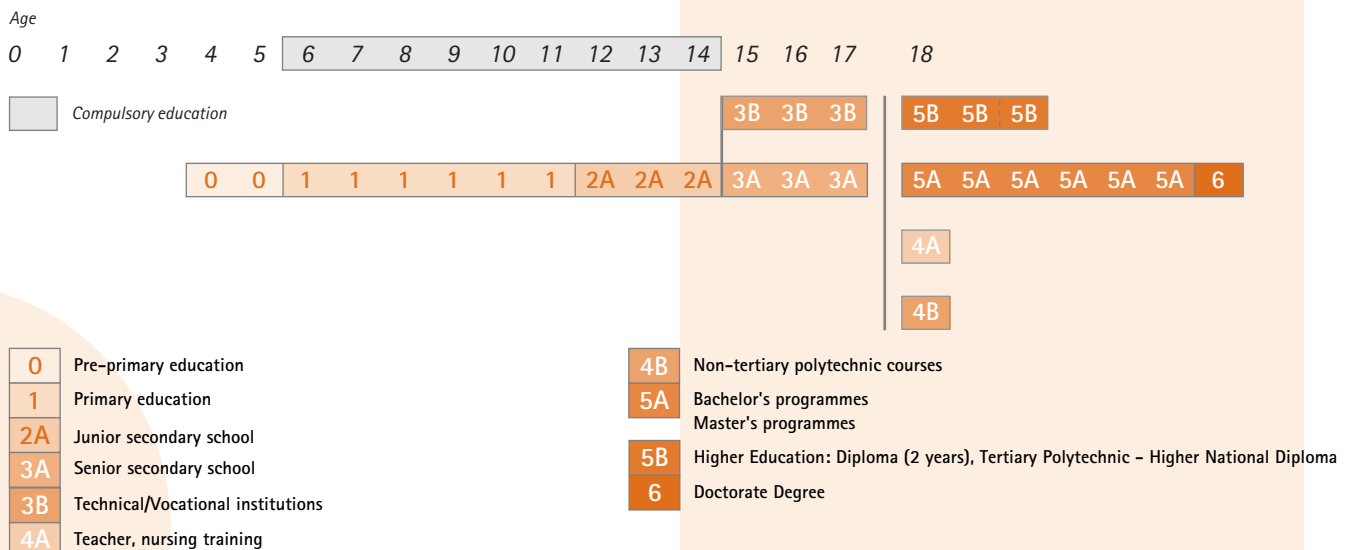 Age
0 1 2 3 4 5 6 7 8 9 10 11 12 13 14 15 16 17 18
Compulsory education
3B 3B 3B 5B 5B 5B
0 0 1 1 1 1 1 1 2A 2A 2A 3A 3A 3A 5A 5A 5A 5A 5A 5A 6
4A
4B
0 Pre-primary education
1 Primary education
2A Junior secondary school
3A Senior secondary school
3B Technical/Vocational institutions
4A Teacher, nursing training
4B Non-tertiary polytechnic courses
5A Bachelor's programmes
Master's programmes
5B Higher Education: Diploma (2 years), Tertiary Polytechnic - Higher National Diploma
6 Doctorate Degree